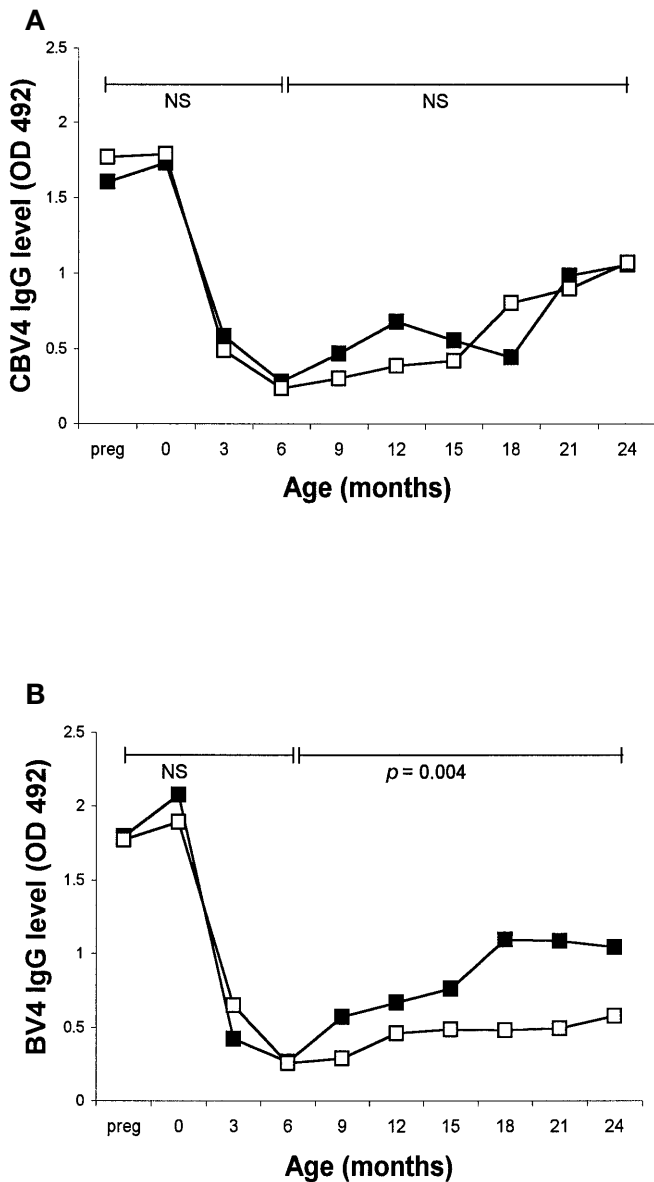 A
CBV4 IgG level (OD 492)
2.5
2
1.5
1
0.5
0
NS NS
preg 0 3 6 9 12 15 18 21 24
Age (months)
B
BV4 IgG level (OD 492)
2.5
2
1.5
1
0.5
0
NS p = 0.004
preg 0 3 6 9 12 15 18 21 24
Age (months)